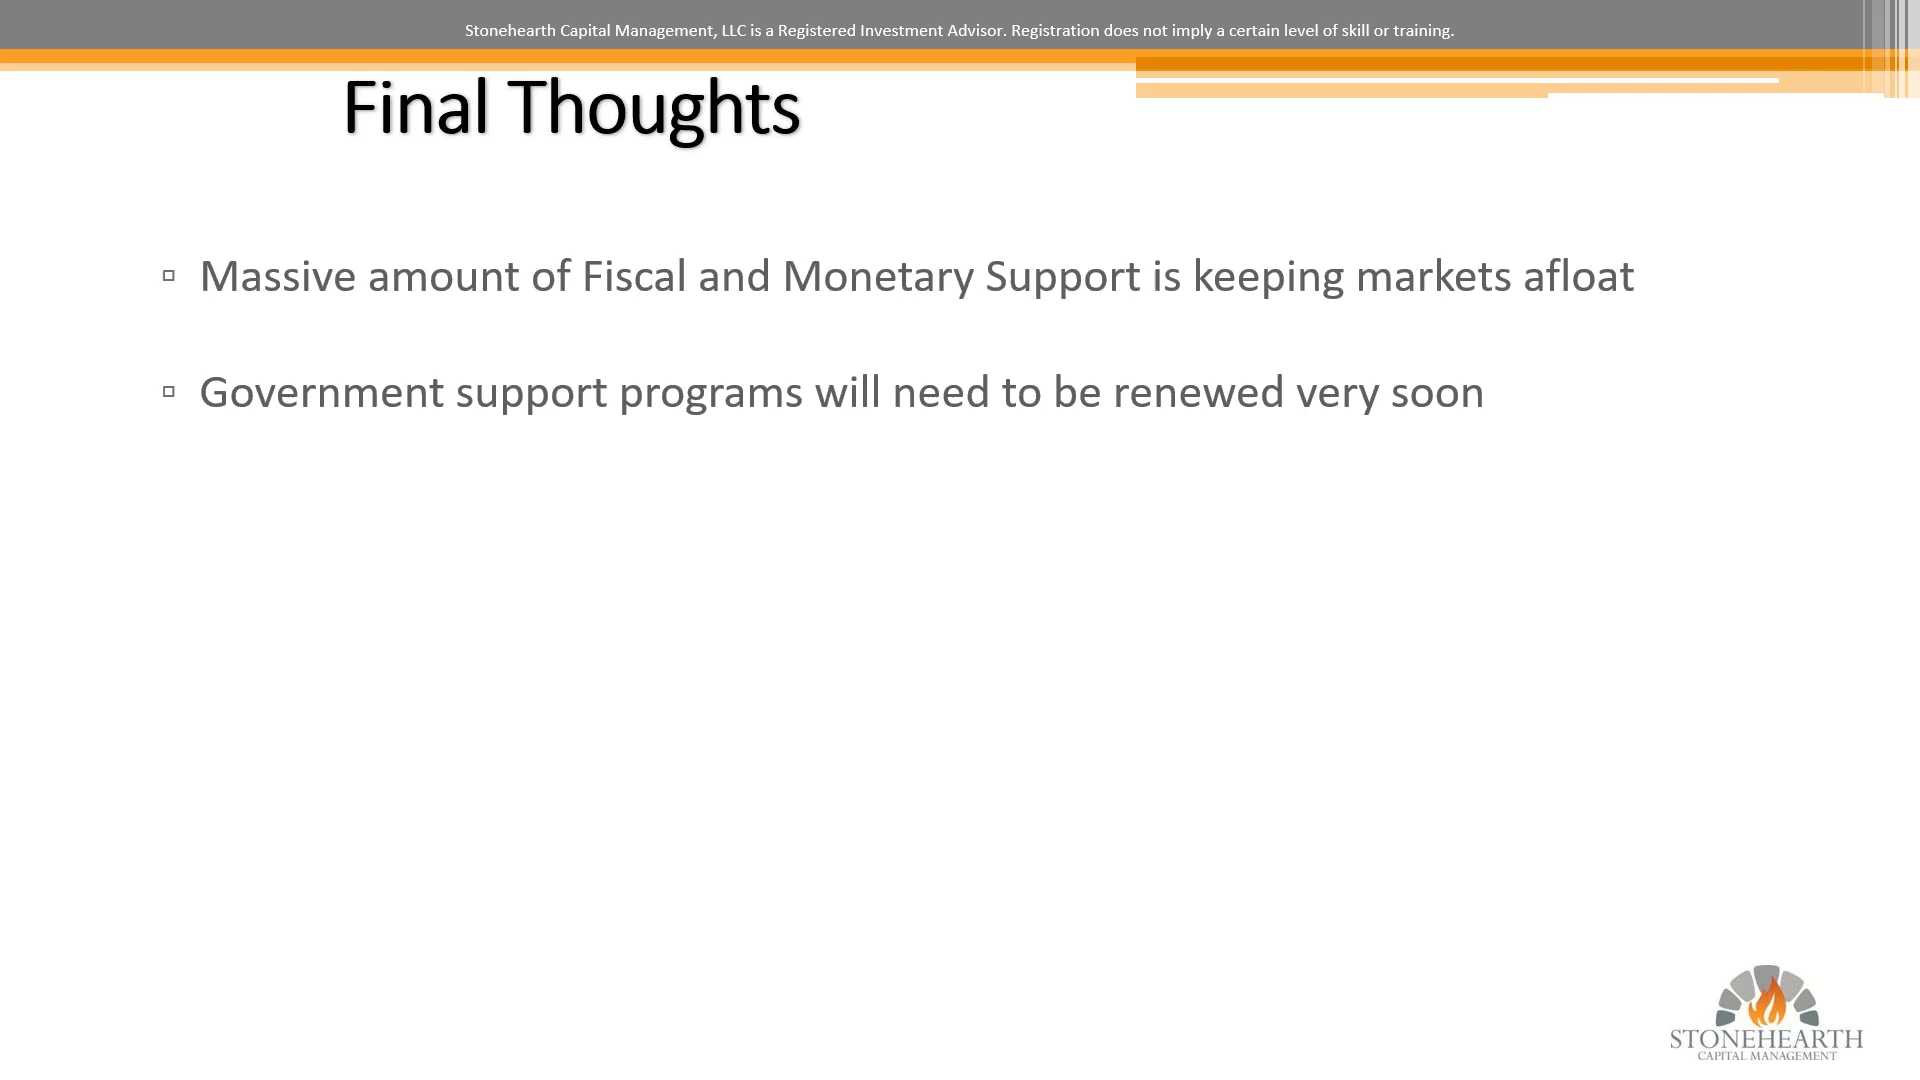 Stonehearth Capital Management, LLC is a Registered Investment Advisor. Registration does not imply a certain level of skill or training.
Final Thoughts
▫ Massive amount of Fiscal and Monetary Support is keeping markets afloat
▫ Government support programs will need to be renewed very soon
STONEHEARTH
CAPITAL MANAGEMENT